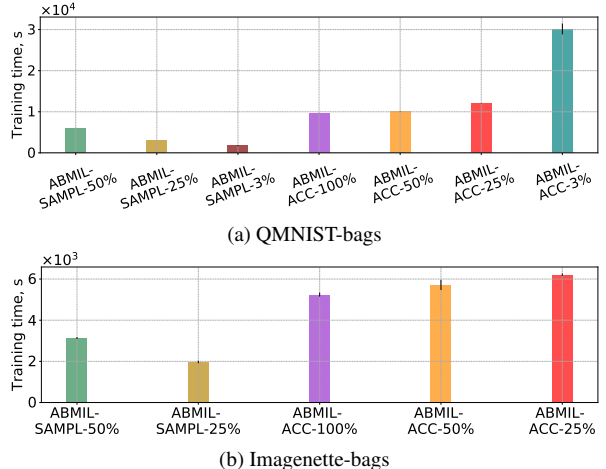 ×10⁴
Training time, s
3
2
1
0
ABMIL-
SAMPL-50%
ABMIL-
SAMPL-25%
ABMIL-
SAMPL-3%
ABMIL-
ACC-100%
ABMIL-
ACC-50%
ABMIL-
ACC-25%
ABMIL-
ACC-3%
(a) QMNIST-bags
×10³
Training time, s
6
4
2
0
ABMIL-
SAMPL-50%
ABMIL-
SAMPL-25%
ABMIL-
ACC-100%
ABMIL-
ACC-50%
ABMIL-
ACC-25%
(b) Imagenette-bags